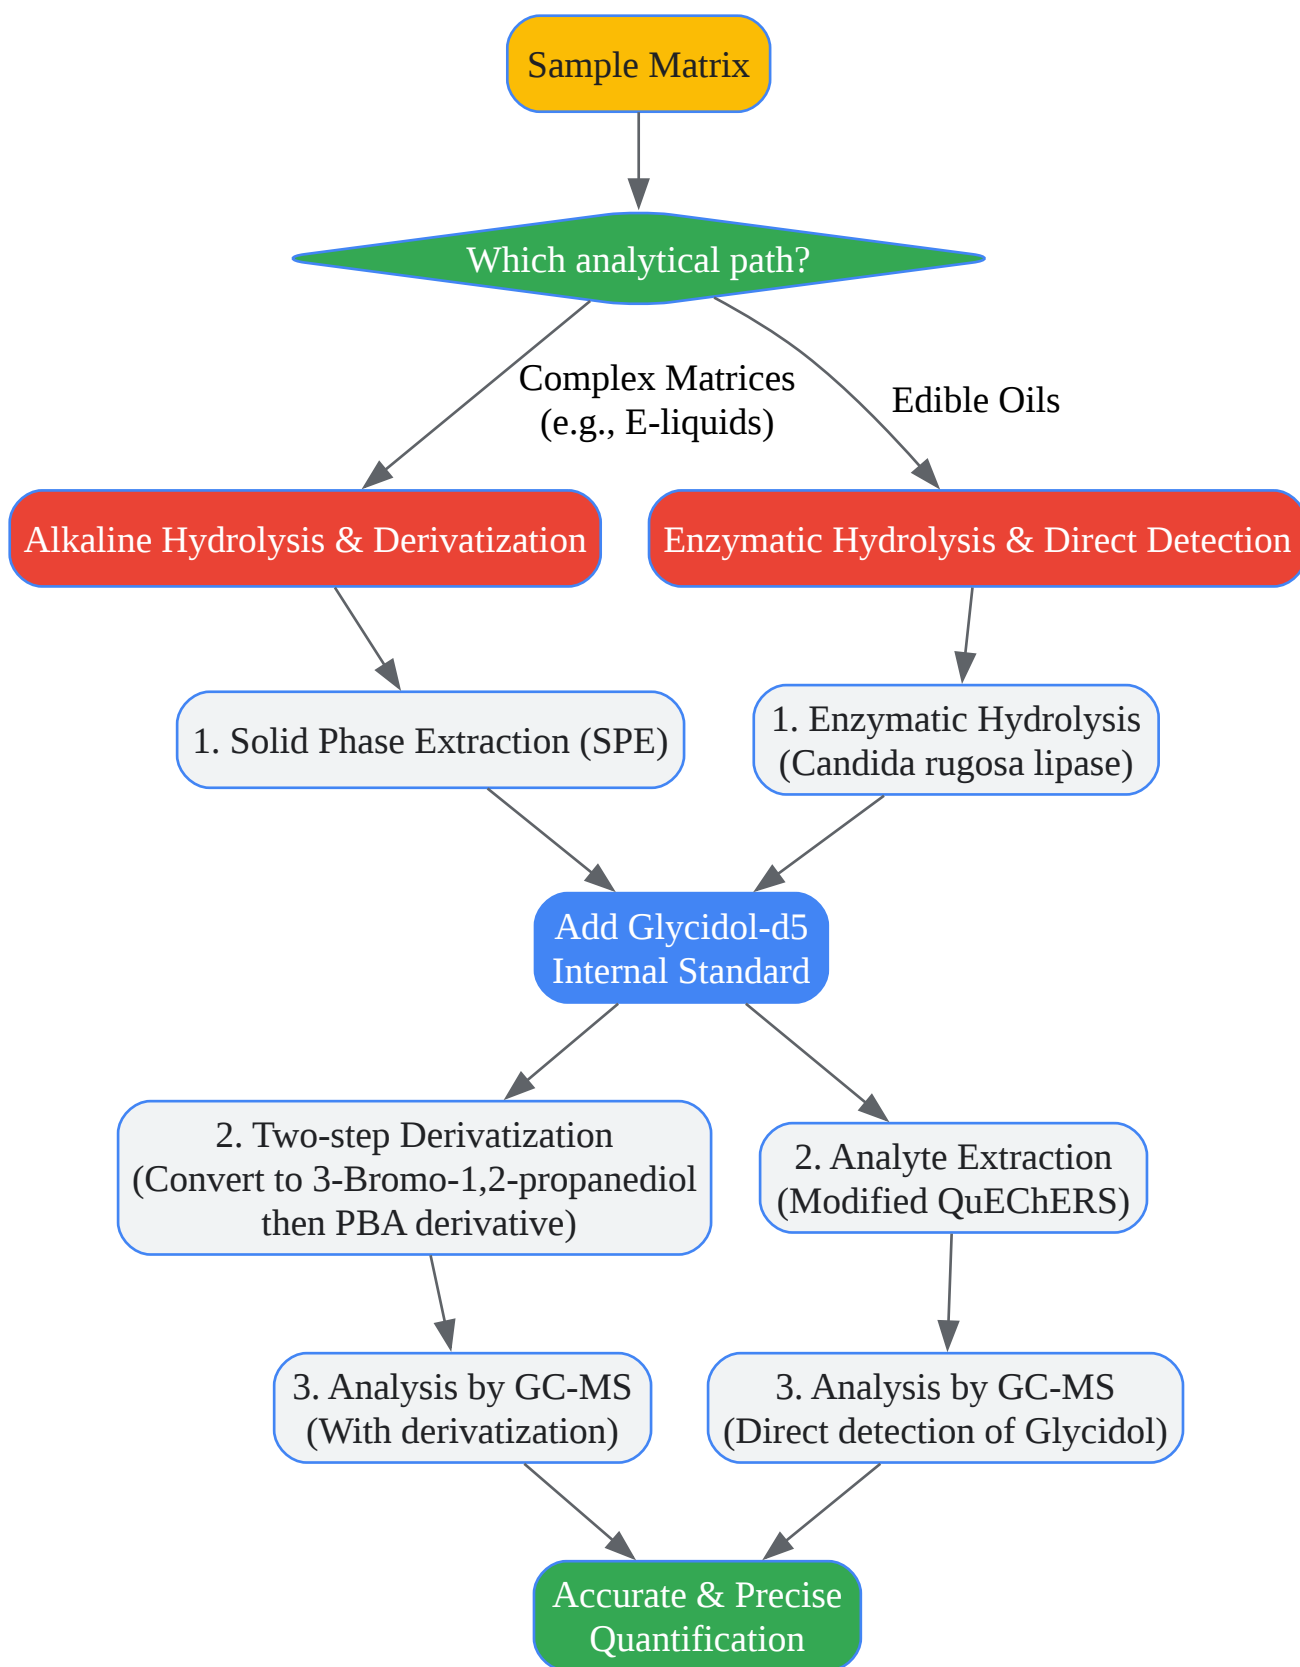 Sample Matrix
Which analytical path?
Complex Matrices
(e.g., E-liquids)
Edible Oils
Alkaline Hydrolysis & Derivatization
Enzymatic Hydrolysis & Direct Detection
1. Solid Phase Extraction (SPE)
1. Enzymatic Hydrolysis
(Candida rugosa lipase)
Add Glycidol-d5
Internal Standard
2. Two-step Derivatization
(Convert to 3-Bromo-1,2-propanediol
then PBA derivative)
2. Analyte Extraction
(Modified QuEChERS)
3. Analysis by GC-MS
(With derivatization)
3. Analysis by GC-MS
(Direct detection of Glycidol)
Accurate & Precise
Quantification